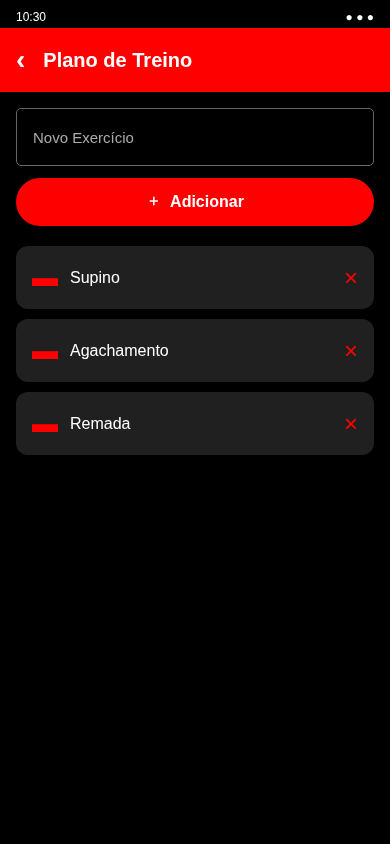 10:30
Plano de Treino
Novo Exercício
+ Adicionar
Supino
Agachamento
Remada